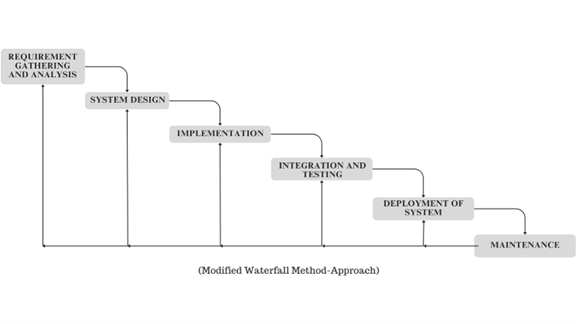 REQUIREMENT
GATHERING
AND ANALYSIS
SYSTEM DESIGN
IMPLEMENTATION
INTEGRATION AND
TESTING
DEPLOYMENT OF
SYSTEM
MAINTENANCE
(Modified Waterfall Method-Approach)